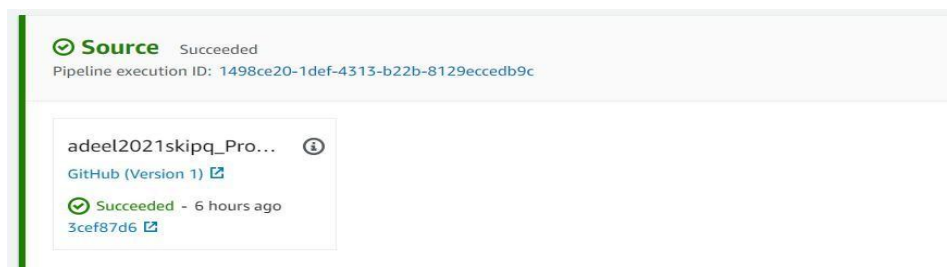 Source Succeeded
Pipeline execution ID: 1498ce20-1def-4313-b22b-8129eccedb9c
adeel2021skipq_Pro...
GitHub (Version 1)
Succeeded - 6 hours ago
3cef87d6